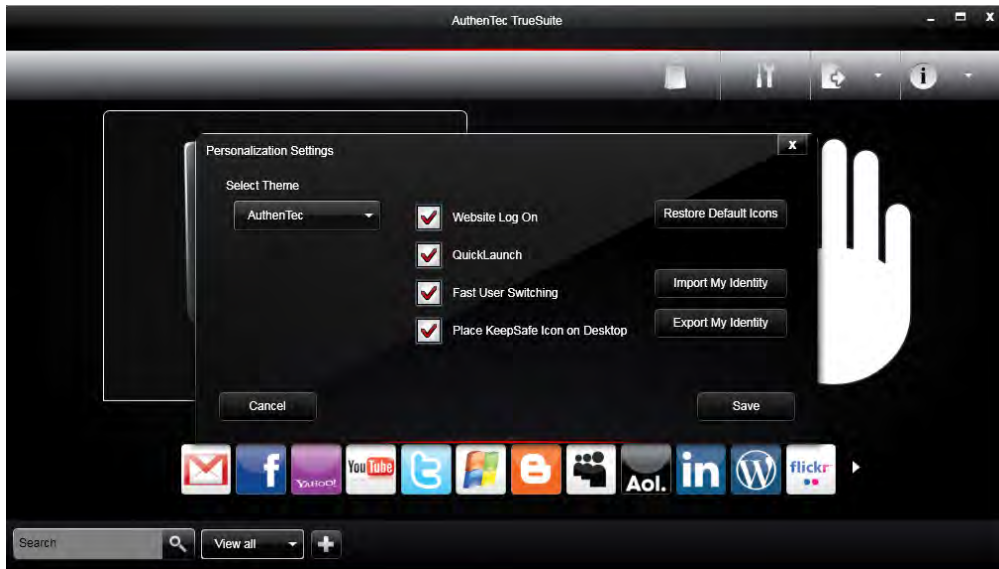 AuthenTec TrueSuite
Personalization Settings
Select Theme
AuthenTec
Website Log On
QuickLaunch
Fast User Switching
Place KeepSafe Icon on Desktop
Restore Default Icons
Import My Identity
Export My Identity
Cancel
Save
YAHOO!
You Tube
Aol.
in
flickr
Search
View all